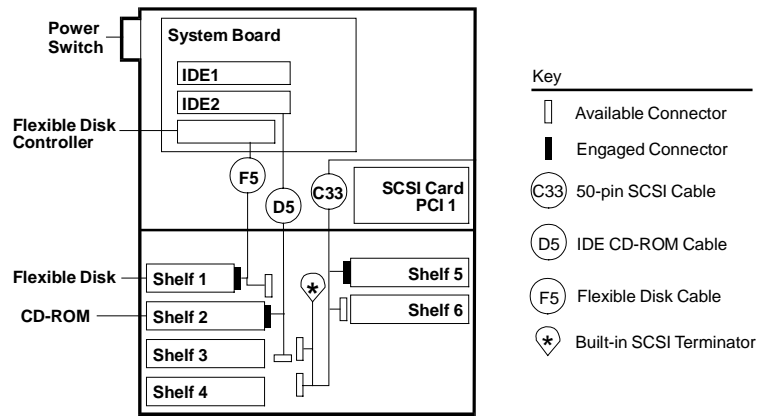 Power
Switch
System Board
IDE1
IDE2
Flexible Disk
Controller
F5
D5
C33
SCSI Card
PCI 1
Flexible Disk
Shelf 1
CD-ROM
Shelf 2
Shelf 3
Shelf 4
*
Shelf 5
Shelf 6
Key
Available Connector
Engaged Connector
C33 50-pin SCSI Cable
D5 IDE CD-ROM Cable
F5 Flexible Disk Cable
* Built-in SCSI Terminator